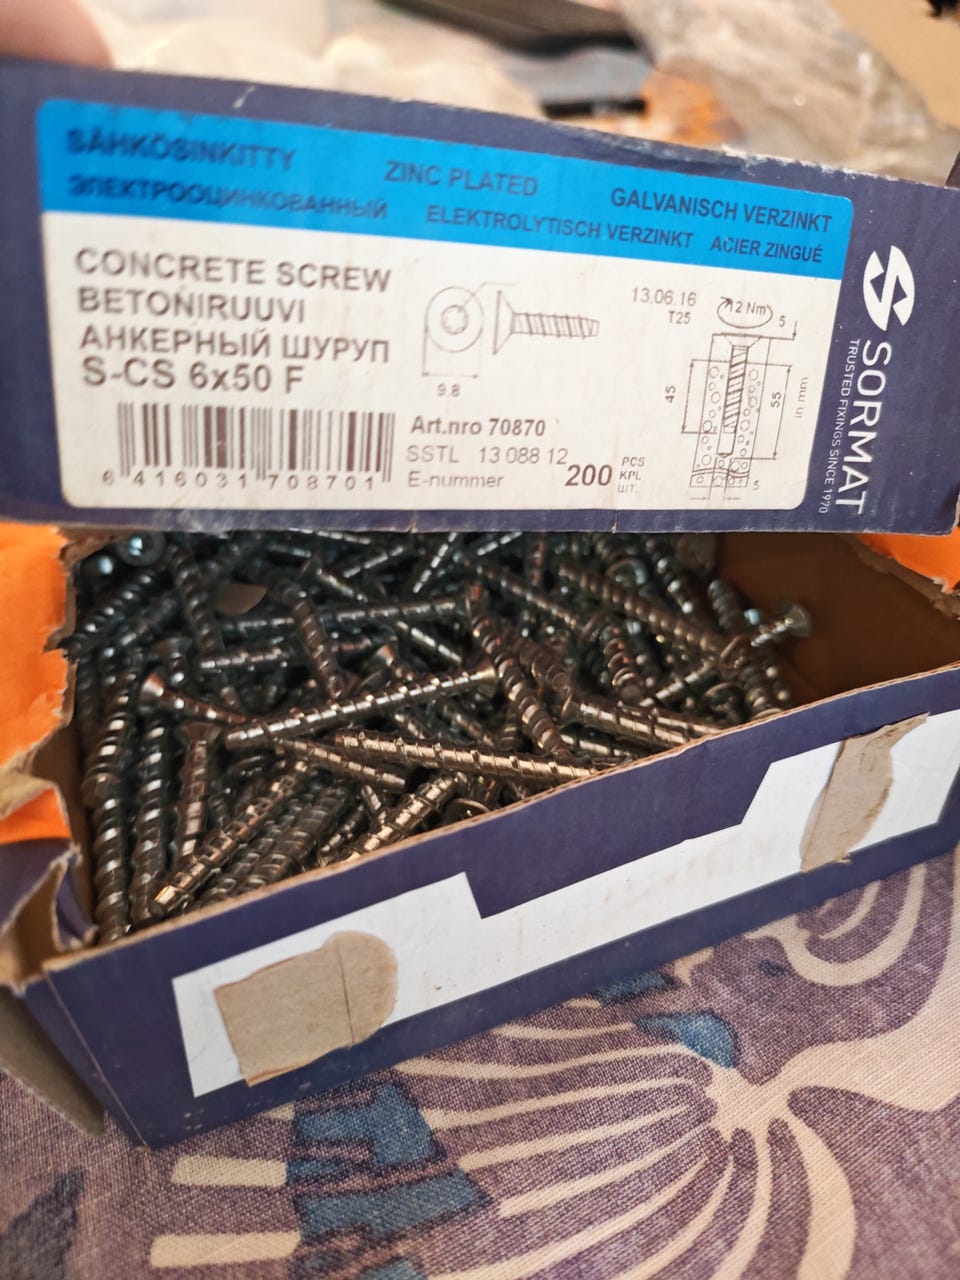 SÄHKÖSINKITTY
ZINC PLATED
GALVANISCH VERZINKT
ЭЛЕКТРООЦИНКОВАННЫЙ
ELEKTROLYTISCH VERZINKT
ACIER ZINGUÉ
CONCRETE SCREW
BETONIRUUVI
АНКЕРНЫЙ ШУРУП
S-CS 6x50 F
6 416031 708701
9.8
Art.nro 70870
SSTL 13 088 12
E-nummer
200 PCS
KPL
ШТ.
13.06.16
T25
12 Nm
5
45
55
in mm
5
SORMAT
TRUSTED FIXINGS SINCE 1970